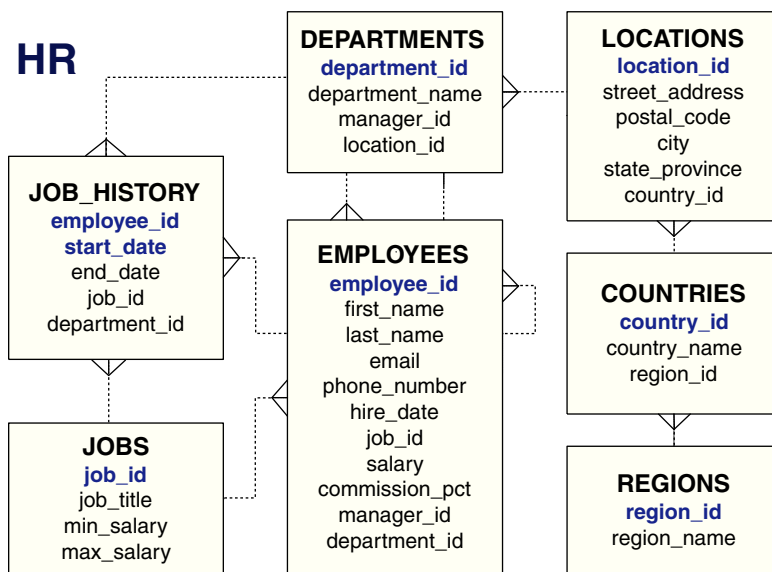 HR
DEPARTMENTS
department_id
department_name
manager_id
location_id
LOCATIONS
location_id
street_address
postal_code
city
state_province
country_id
JOB_HISTORY
employee_id
start_date
end_date
job_id
department_id
EMPLOYEES
employee_id
first_name
last_name
email
phone_number
hire_date
job_id
salary
commission_pct
manager_id
department_id
COUNTRIES
country_id
country_name
region_id
JOBS
job_id
job_title
min_salary
max_salary
REGIONS
region_id
region_name